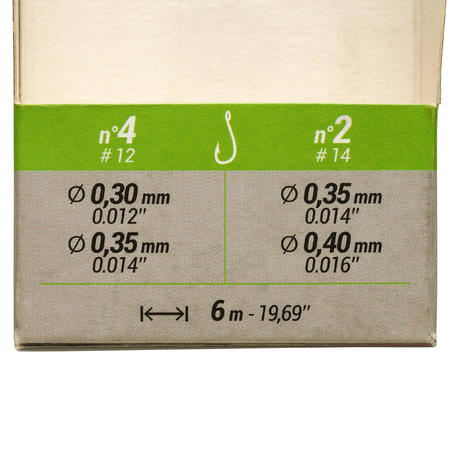 n°4 n°2
#12 #14
Ø 0,30 mm Ø 0,35 mm
0.012" 0.014"
Ø 0,35 mm Ø 0,40 mm
0.014" 0.016"
6 m - 19,69"